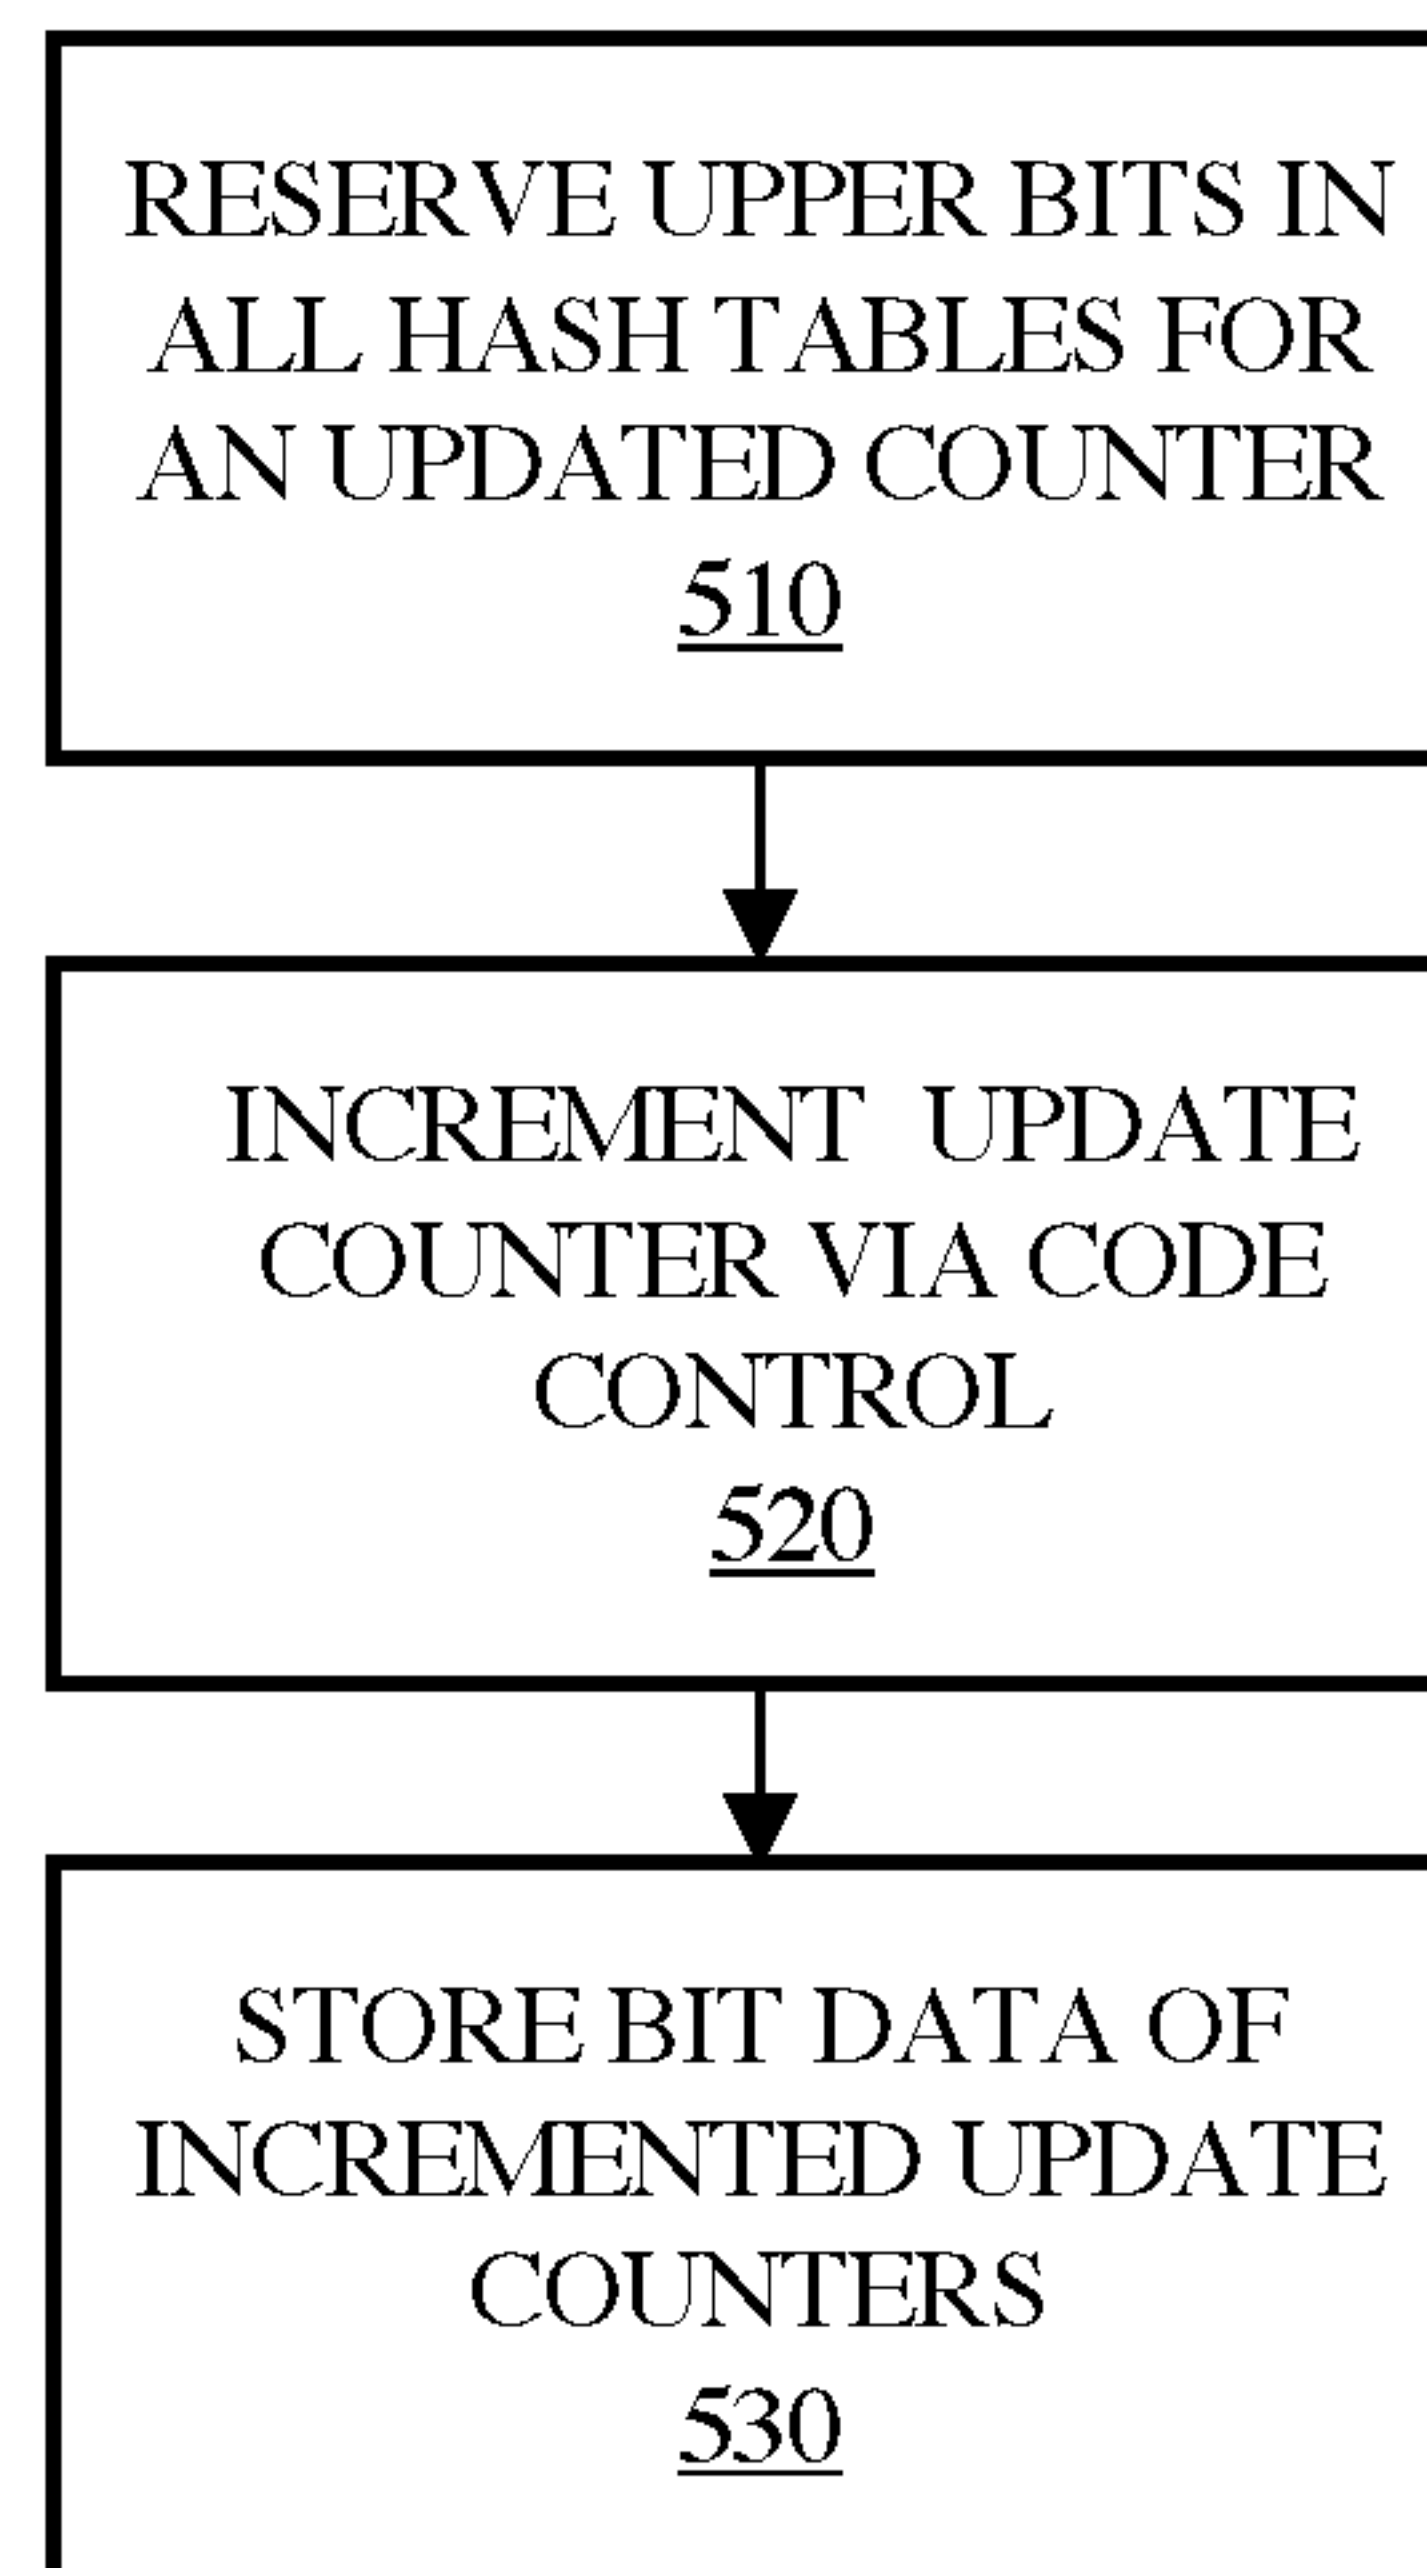 RESERVE UPPER BITS IN
ALL HASH TABLES FOR
AN UPDATED COUNTER
510
INCREMENT UPDATE
COUNTER VIA CODE
CONTROL
520
STORE BIT DATA OF
INCREMENTED UPDATE
COUNTERS
530